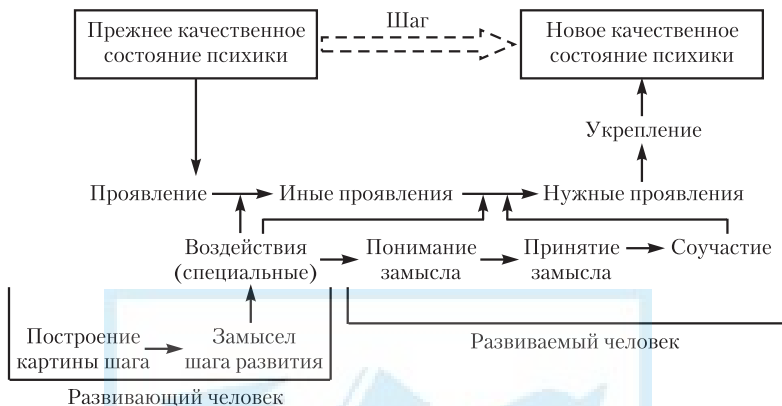 Шаг
Прежнее качественное
состояние психики
Новое качественное
состояние психики
Укрепление
Проявление
Иные проявления
Нужные проявления
Воздействия
(специальные)
Понимание
замысла
Принятие
замысла
Соучастие
Построение
картины шага
Замысел
шага развития
Развиваемый человек
Развивающий человек